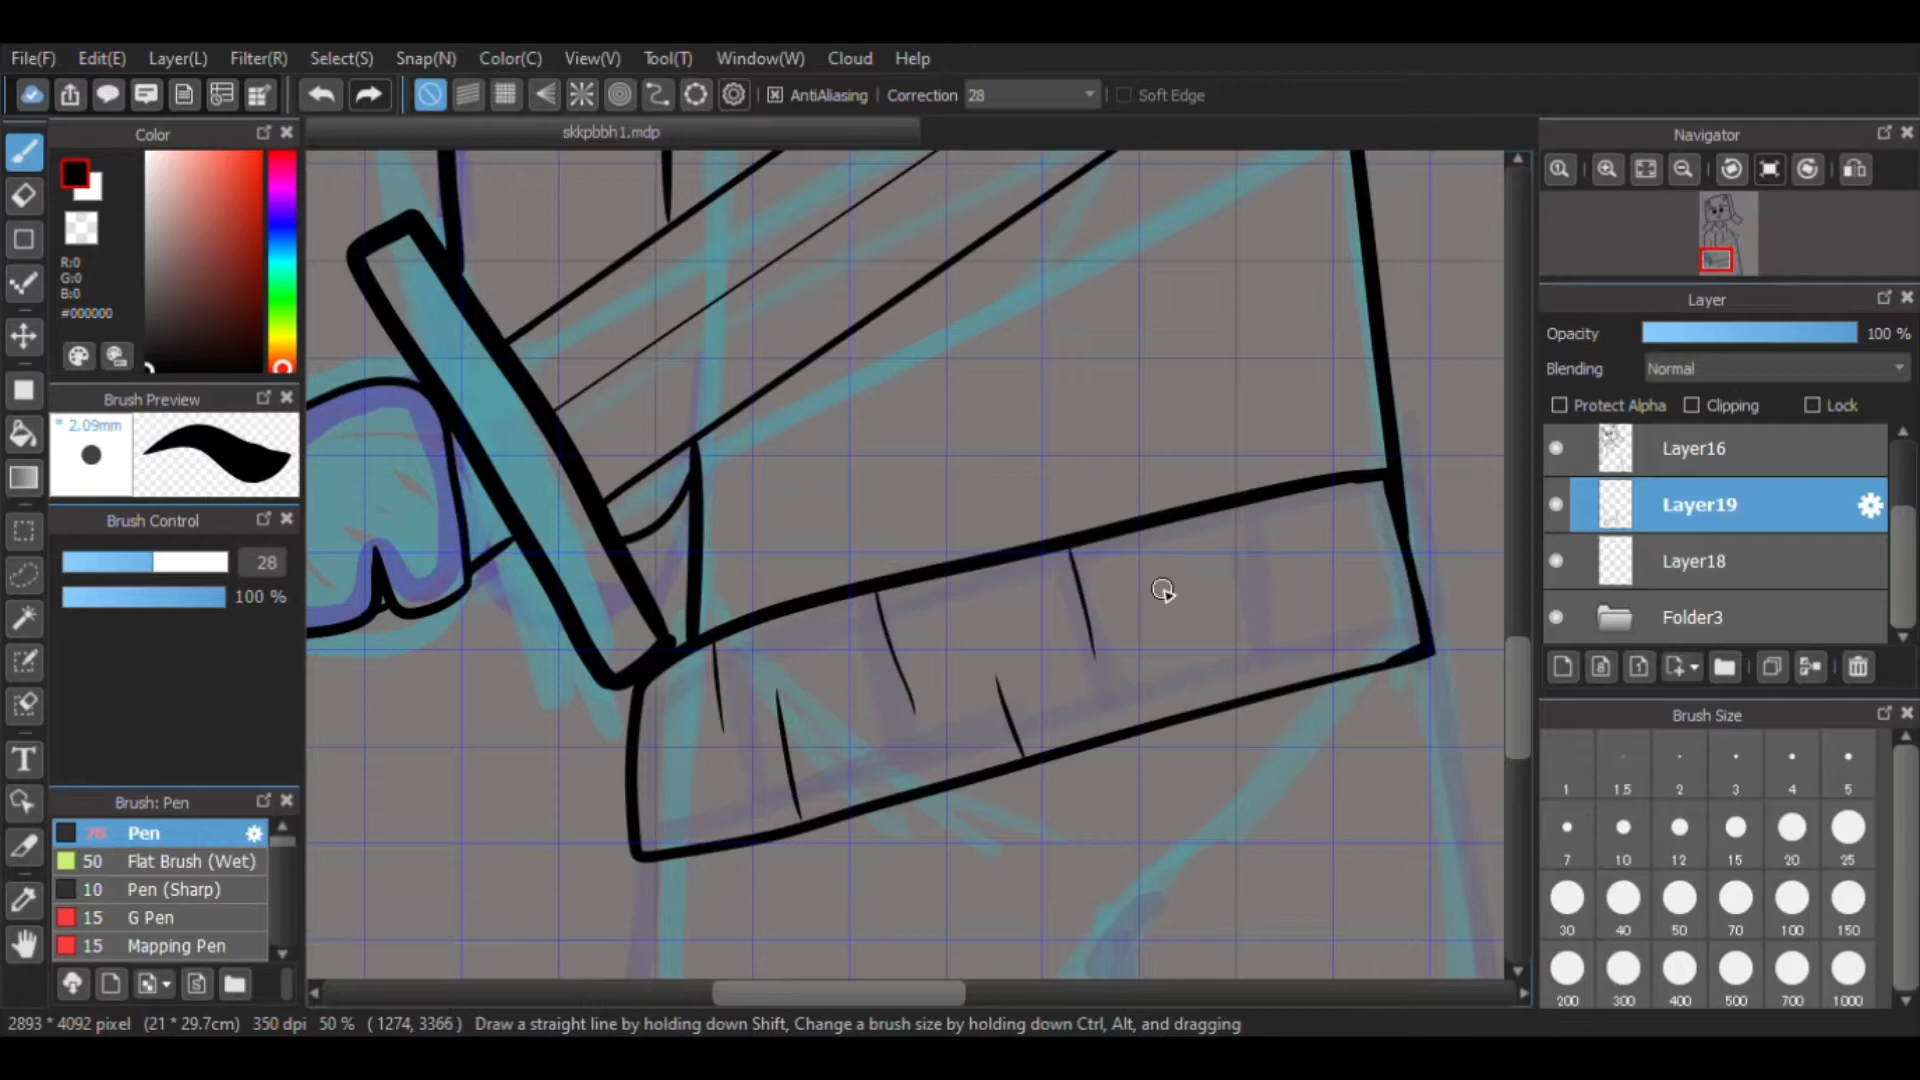 File(F) Edit(E) Layer(L) Filter(R) Select(S) Snap(N) Color(C) View(V) Tool(T) Window(W) Cloud Help
AntiAliasing Correction 28 Soft Edge
Color
R:0
G:0
B:0
#000000
Brush Preview
* 2.09mm
Brush Control
28
100 %
Brush: Pen
Pen
50 Flat Brush (Wet)
10 Pen (Sharp)
15 G Pen
15 Mapping Pen
skkpbbh1.mdp
Navigator
Layer
Opacity 100 %
Blending Normal
Protect Alpha Clipping Lock
Layer16
Layer19
Layer18
Folder3
Brush Size
1 1.5 2 3 4 5
7 10 12 15 20 25
30 40 50 70 100 150
200 300 400 500 700 1000
2893 * 4092 pixel (21 * 29.7cm) 350 dpi 50 % ( 1274, 3366 ) Draw a straight line by holding down Shift, Change a brush size by holding down Ctrl, Alt, and dragging